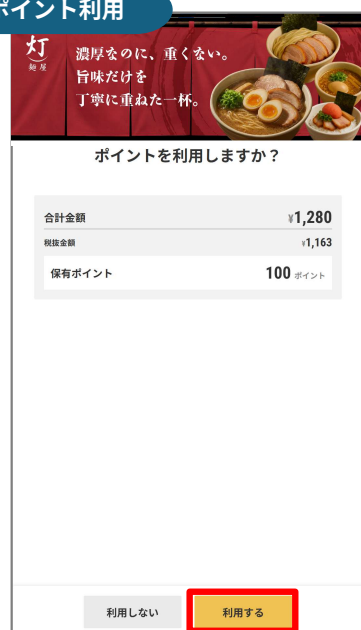 ポイント利用
灯
麺屋
濃厚なのに、重くない。
旨味だけを
丁寧に重ねた一杯。
ポイントを利用しますか？
合計金額 ¥1,280
税抜金額 ¥1,163
保有ポイント 100 ポイント
利用しない 利用する